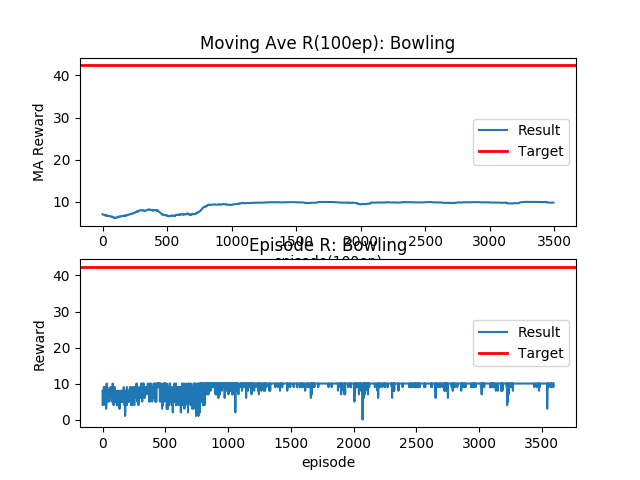 Moving Ave R(100ep): Bowling
40
30
20
10
MA Reward
Result
Target
0 500 1000 1500 2000 2500 3000 3500
episode(100ep)
Episode R: Bowling
40
30
20
10
0
Reward
Result
Target
0 500 1000 1500 2000 2500 3000 3500
episode